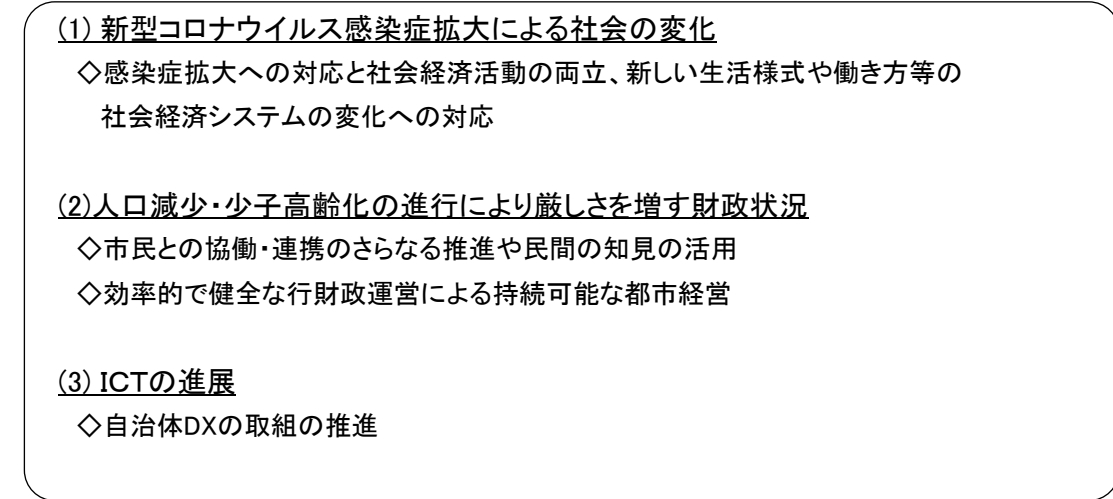 (1) 新型コロナウイルス感染症拡大による社会の変化
◇感染症拡大への対応と社会経済活動の両立、新しい生活様式や働き方等の
社会経済システムの変化への対応
(2)人口減少・少子高齢化の進行により厳しさを増す財政状況
◇市民との協働・連携のさらなる推進や民間の知見の活用
◇効率的で健全な行財政運営による持続可能な都市経営
(3) ICTの進展
◇自治体DXの取組の推進